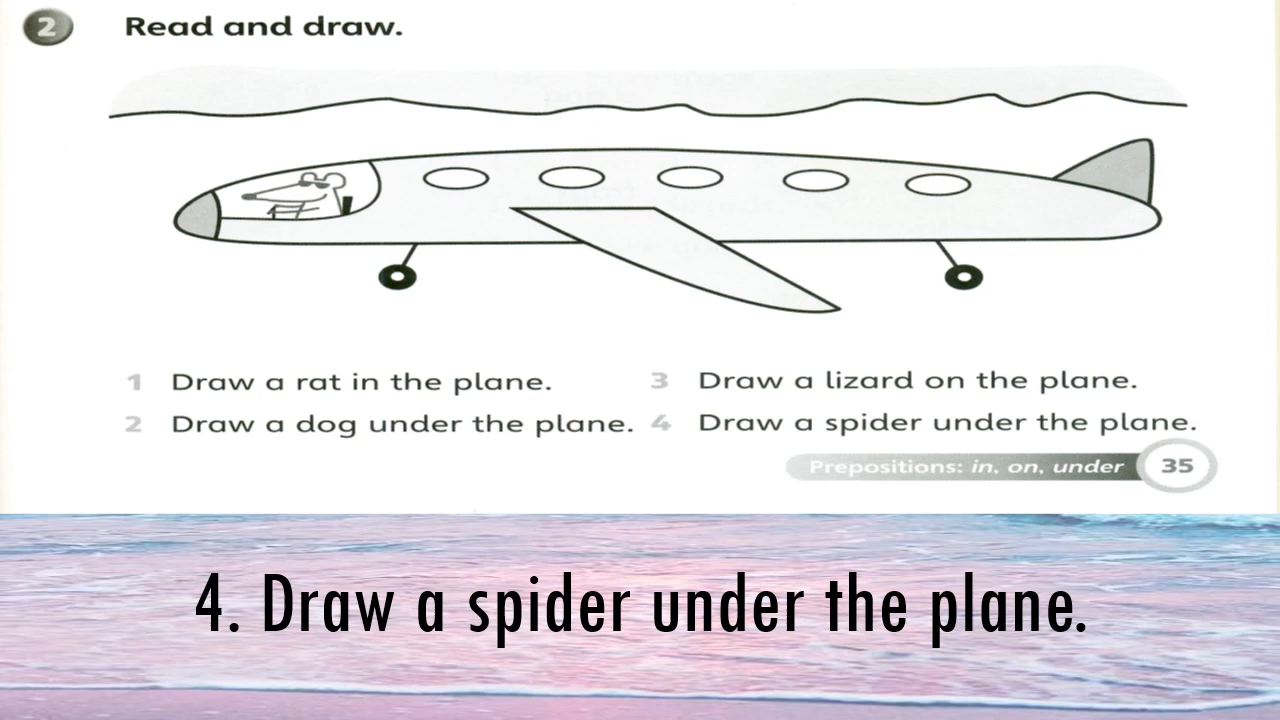 2 Read and draw.
1 Draw a rat in the plane.
2 Draw a dog under the plane.
3 Draw a lizard on the plane.
4 Draw a spider under the plane.
Prepositions: in, on, under 35
4. Draw a spider under the plane.